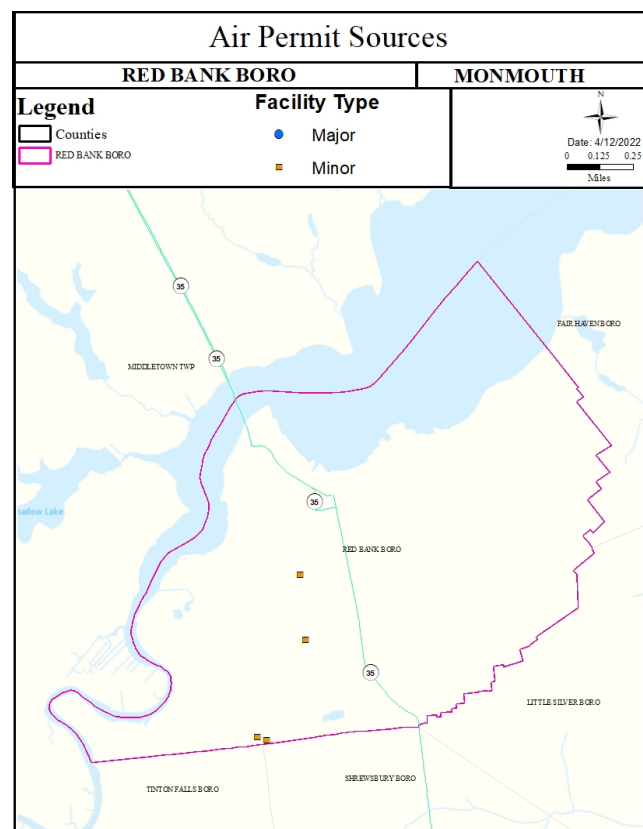 Air Permit Sources
RED BANK BORO
MONMOUTH
Legend
Counties
RED BANK BORO
Facility Type
Major
Minor
N
Date: 4/12/2022
0 0.125 0.25
Miles
35
FAIR HAVEN BORO
35
MIDDLETOWN TWP
35
RED BANK BORO
35
LITTLE SILVER BORO
SHREWSBURY BORO
TINTON FALLS BORO